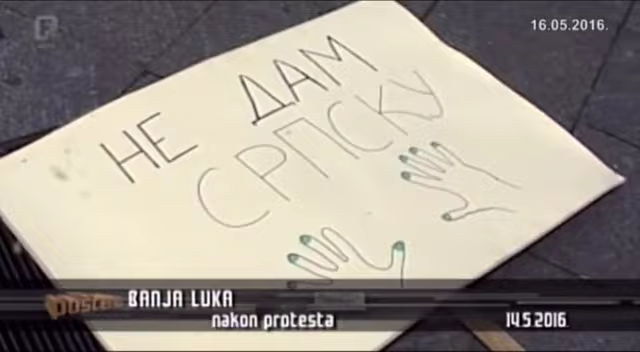 16.05.2016.
НЕ ДАМ
СРПСКУ
BANJA LUKA
nakon protesta
14.5.2016.